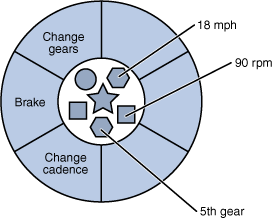 18 mph
Change
gears
90 rpm
Brake
Change
cadence
5th gear